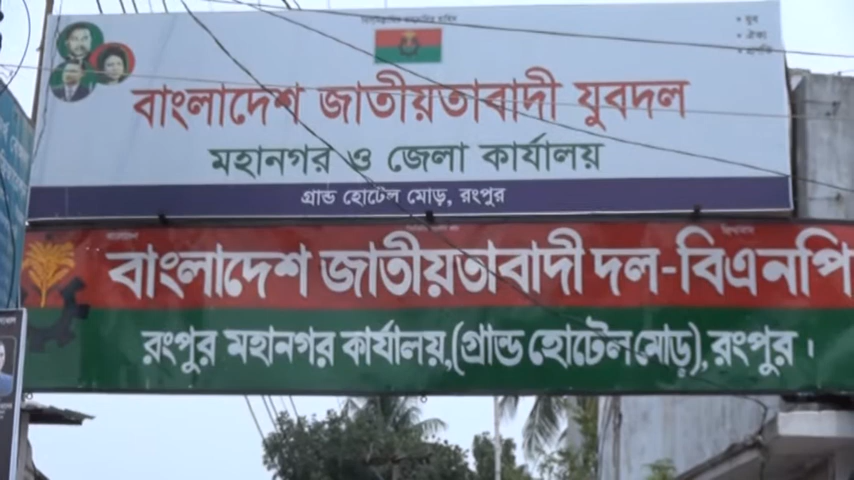 বাংলাদেশ জাতীয়তাবাদী যুবদল
মহানগর ও জেলা কার্যালয়
গ্রান্ড হোটেল মোড়, রংপুর
বাংলাদেশ জাতীয়তাবাদী দল-বিএনপি
রংপুর মহানগর কার্যালয়,(গ্রান্ড হোটেল মোড়), রংপুর।